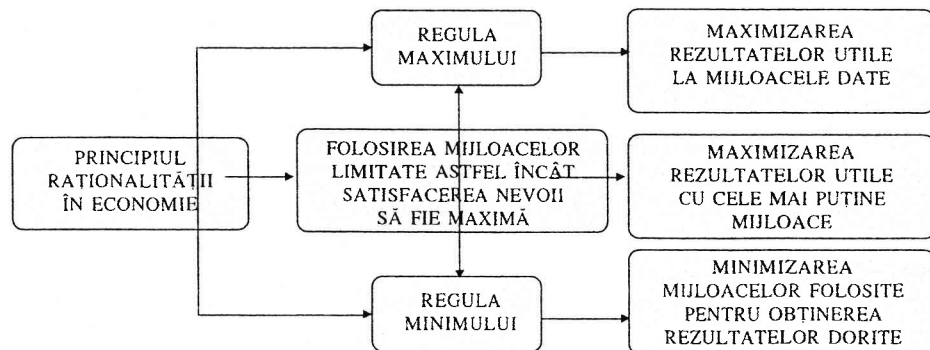 REGULA
MAXIMULUI
MAXIMIZAREA
REZULTATELOR UTILE
LA MIJLOACELE DATE
PRINCIPIUL
RAȚIONALITĂȚII
ÎN ECONOMIE
FOLOSIREA MIJLOACELOR
LIMITATE ASTFEL ÎNCÂT
SATISFACEREA NEVOII
SĂ FIE MAXIMĂ
MAXIMIZAREA
REZULTATELOR UTILE
CU CELE MAI PUȚINE
MIJLOACE
REGULA
MINIMULUI
MINIMIZAREA
MIJLOACELOR FOLOSITE
PENTRU OBȚINEREA
REZULTATELOR DORITE